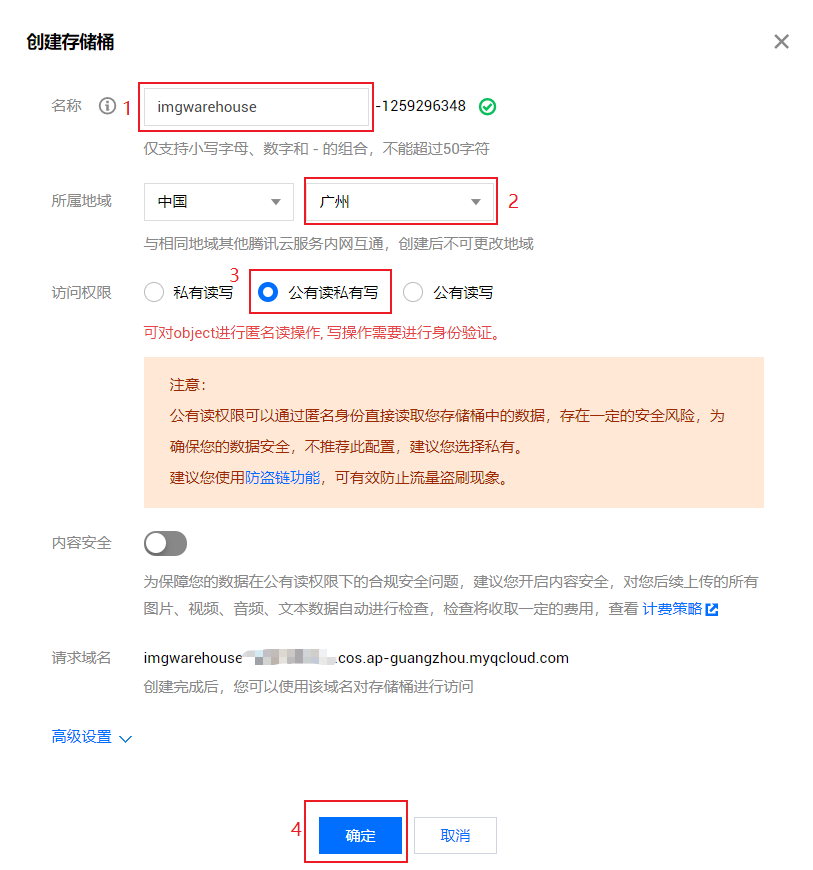 创建存储桶
名称 1 imgwarehouse -1259296348
仅支持小写字母、数字和 - 的组合，不能超过50字符
所属地域 中国 广州 2
与相同地域其他腾讯云服务内网互通，创建后不可更改地域
访问权限 私有读写 3 公有读私有写 公有读写
可对object进行匿名读操作, 写操作需要进行身份验证。
注意：
公有读权限可以通过匿名身份直接读取您存储桶中的数据，存在一定的安全风险，为
确保您的数据安全，不推荐此配置，建议您选择私有。
建议您使用防盗链功能，可有效防止流量盗刷现象。
内容安全
为保障您的数据在公有读权限下的合规安全问题，建议您开启内容安全，对您后续上传的所有
图片、视频、音频、文本数据自动进行检查，检查将收取一定的费用，查看 计费策略
请求域名 imgwarehouse .cos.ap-guangzhou.myqcloud.com
创建完成后，您可以使用该域名对存储桶进行访问
高级设置
4 确定 取消